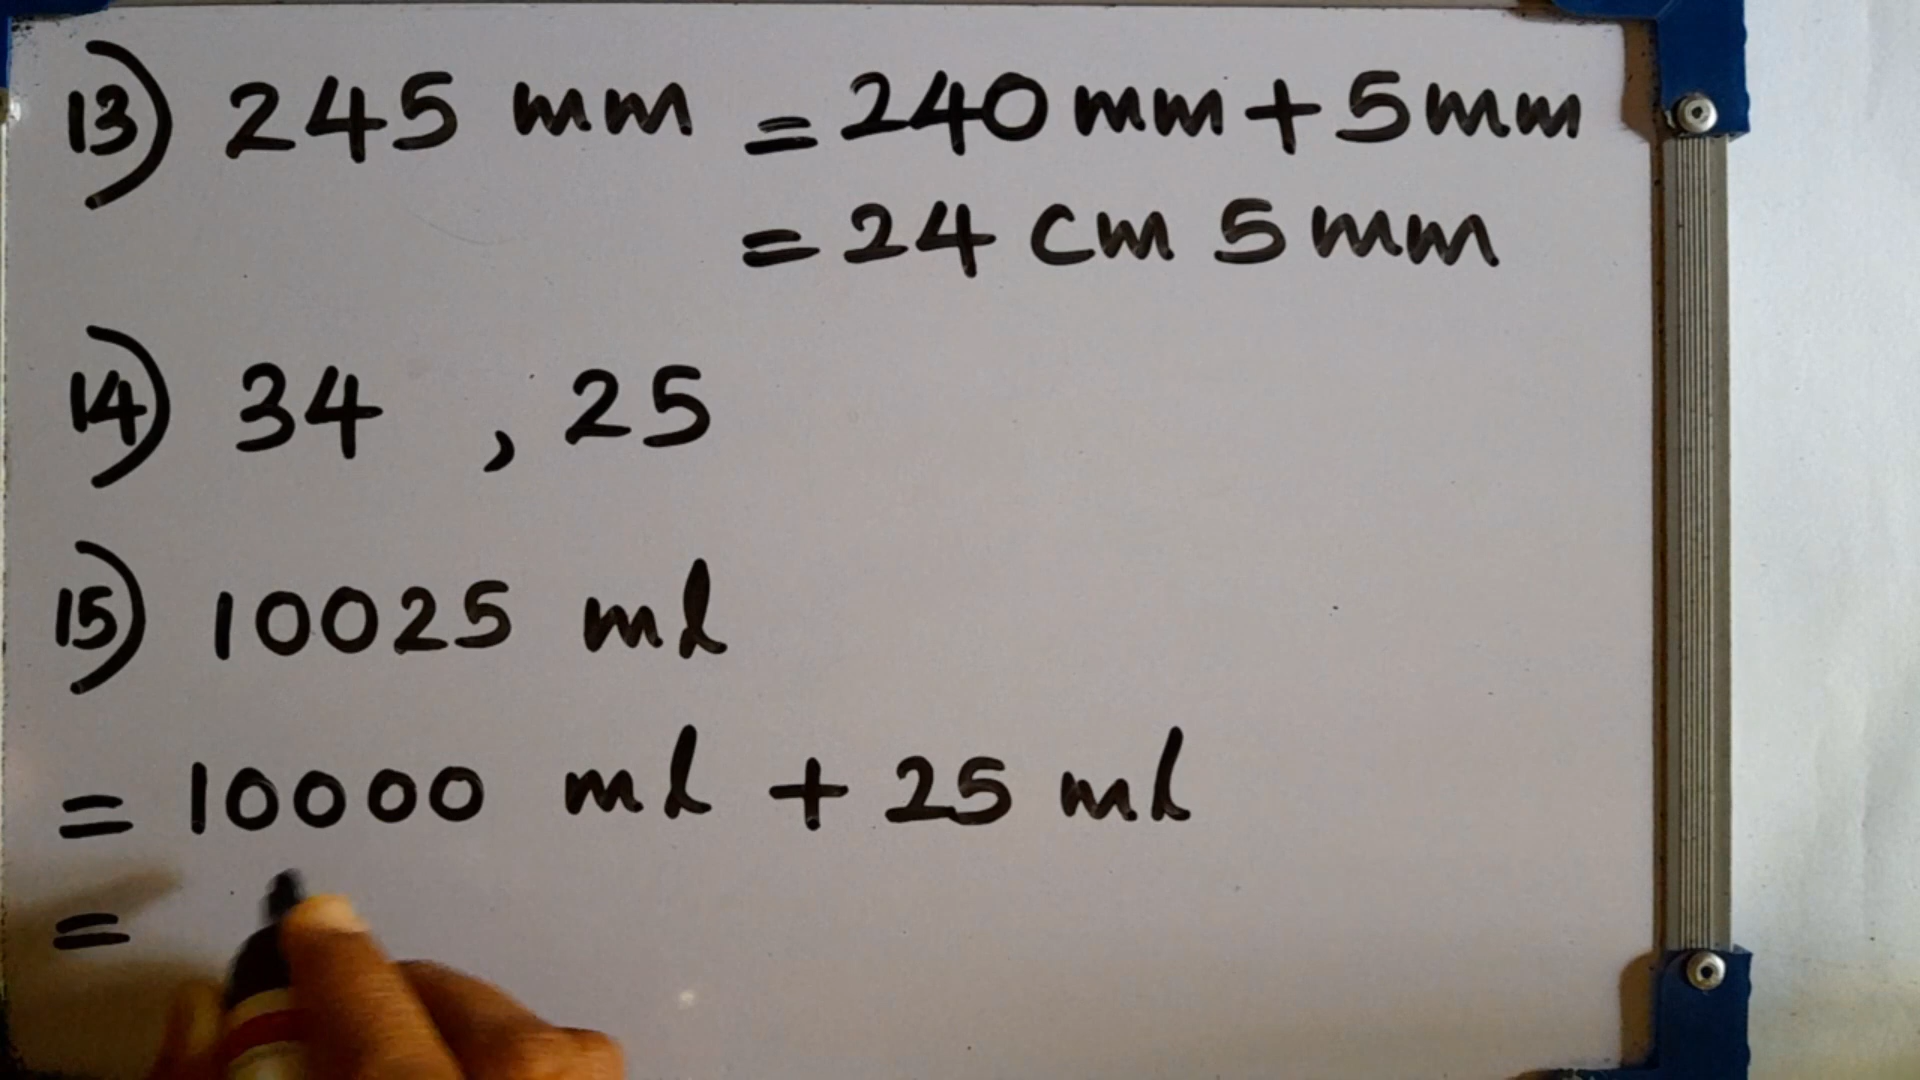 13) 245 mm = 240 mm + 5 mm
= 24 cm 5 mm
14) 34 , 25
15) 10025 ml
= 10000 ml + 25 ml
=